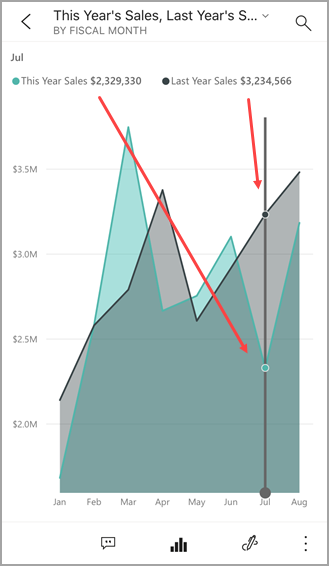 This Year's Sales, Last Year's S...
BY FISCAL MONTH
Jul
This Year Sales $2,329,330 Last Year Sales $3,234,566
$3.5M
$3.0M
$2.5M
$2.0M
Jan Feb Mar Apr May Jun Jul Aug